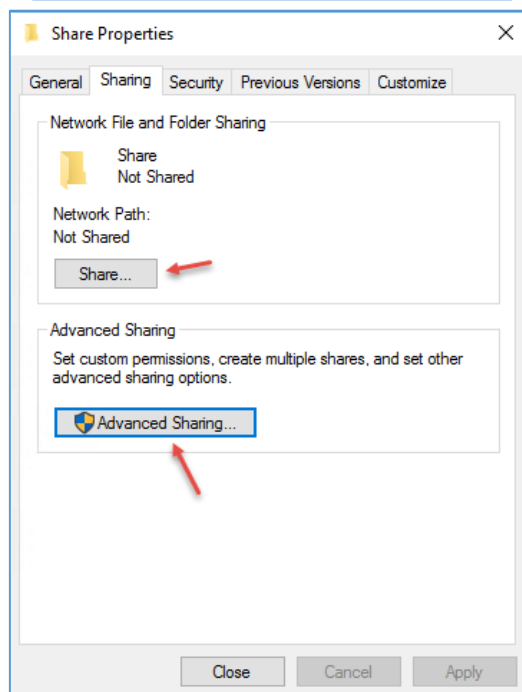 Share Properties
General Sharing Security Previous Versions Customize
Network File and Folder Sharing
Share
Not Shared
Network Path:
Not Shared
Share...
Advanced Sharing
Set custom permissions, create multiple shares, and set other
advanced sharing options.
Advanced Sharing...
Close Cancel Apply